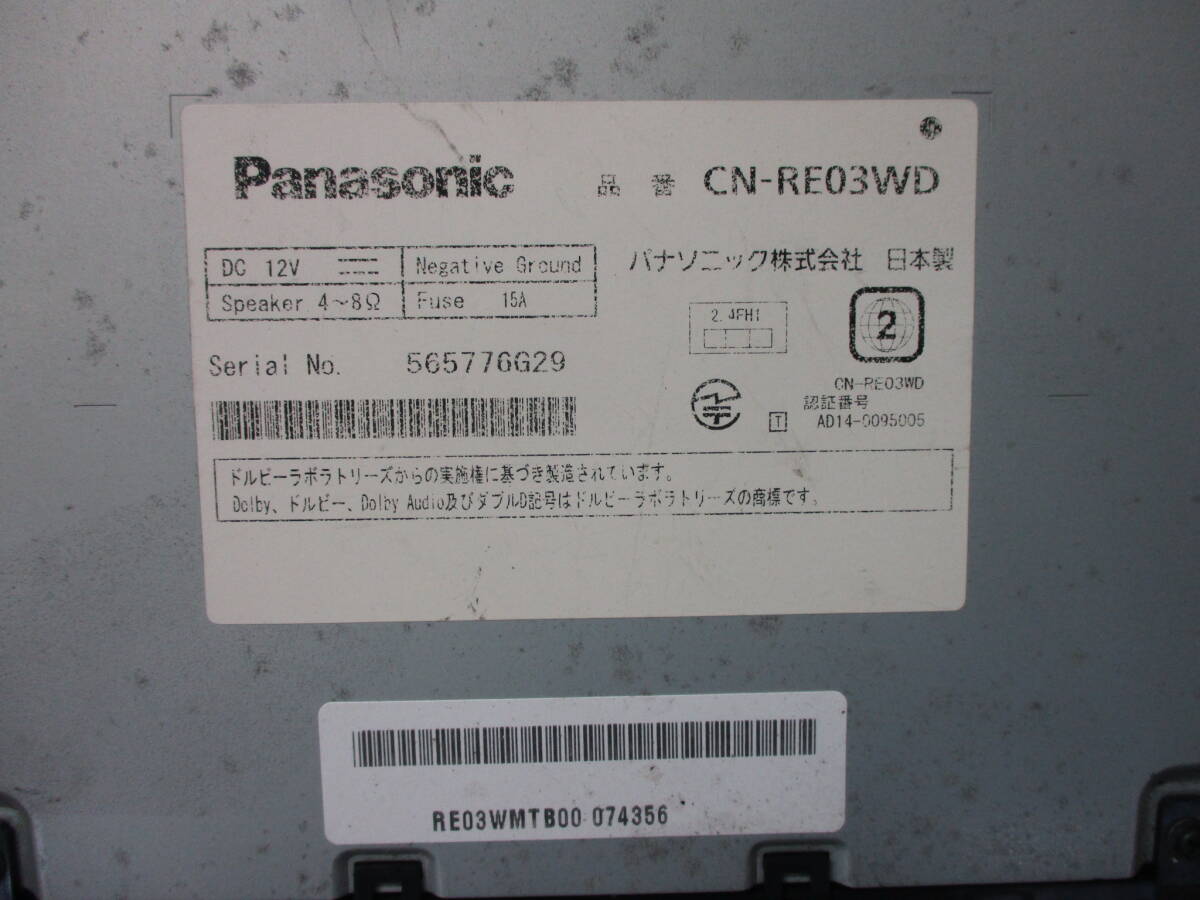 Panasonic 品番 CN-RE03WD
DC 12V Negative Ground
Speaker 4~8Ω Fuse 15A
パナソニック株式会社 日本製
2.4FH1
2
Serial No. 565776G29
CN-RE03WD
認証番号
T AD14-0095005
ドルビーラボラトリーズからの実施権に基づき製造されています。
Dolby、ドルビー、Dolby Audio及びダブルD記号はドルビーラボラトリーズの商標です。
RE03WMTB00 074356